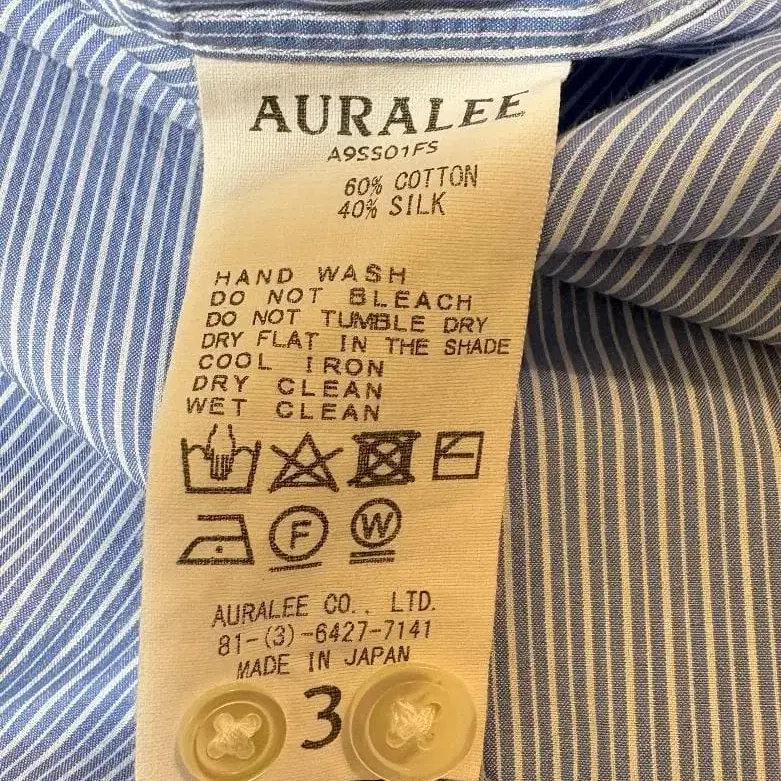 AURALEE
A9SS01FS
60% COTTON
40% SILK
HAND WASH
DO NOT BLEACH
DO NOT TUMBLE DRY
DRY FLAT IN THE SHADE
COOL IRON
DRY CLEAN
WET CLEAN
F W
AURALEE CO., LTD.
81-(3)-6427-7141
MADE IN JAPAN
3